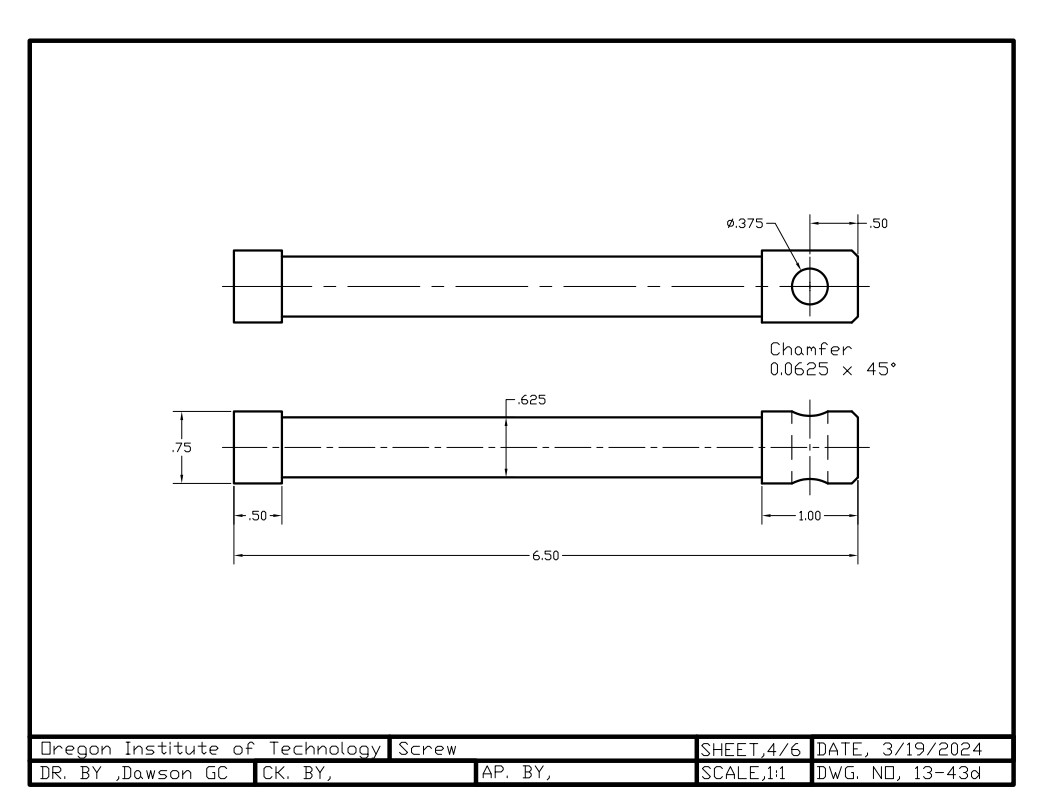 ⌀.375
.50
Chamfer
0.0625 x 45°
.625
.75
.50
1.00
6.50
Oregon Institute of Technology
Screw
SHEET,4/6
DATE, 3/19/2024
DR. BY ,Dawson GC
CK. BY,
AP. BY,
SCALE,1:1
DWG. NO, 13-43d